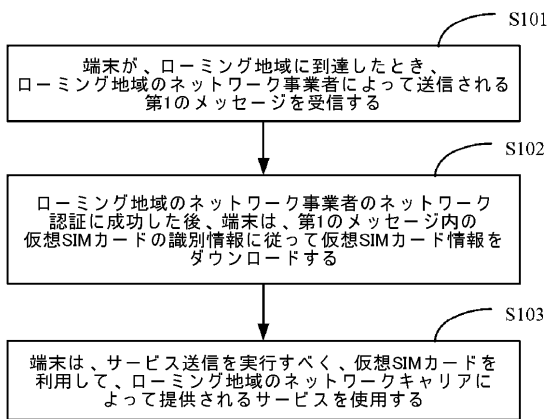 S101
端末が、ローミング地域に到達したとき、
ローミング地域のネットワーク事業者によって送信される
第1のメッセージを受信する
S102
ローミング地域のネットワーク事業者のネットワーク
認証に成功した後、端末は、第1のメッセージ内の
仮想SIMカードの識別情報に従って仮想SIMカード情報を
ダウンロードする
S103
端末は、サービス送信を実行すべく、仮想SIMカードを
利用して、ローミング地域のネットワークキャリアに
よって提供されるサービスを使用する